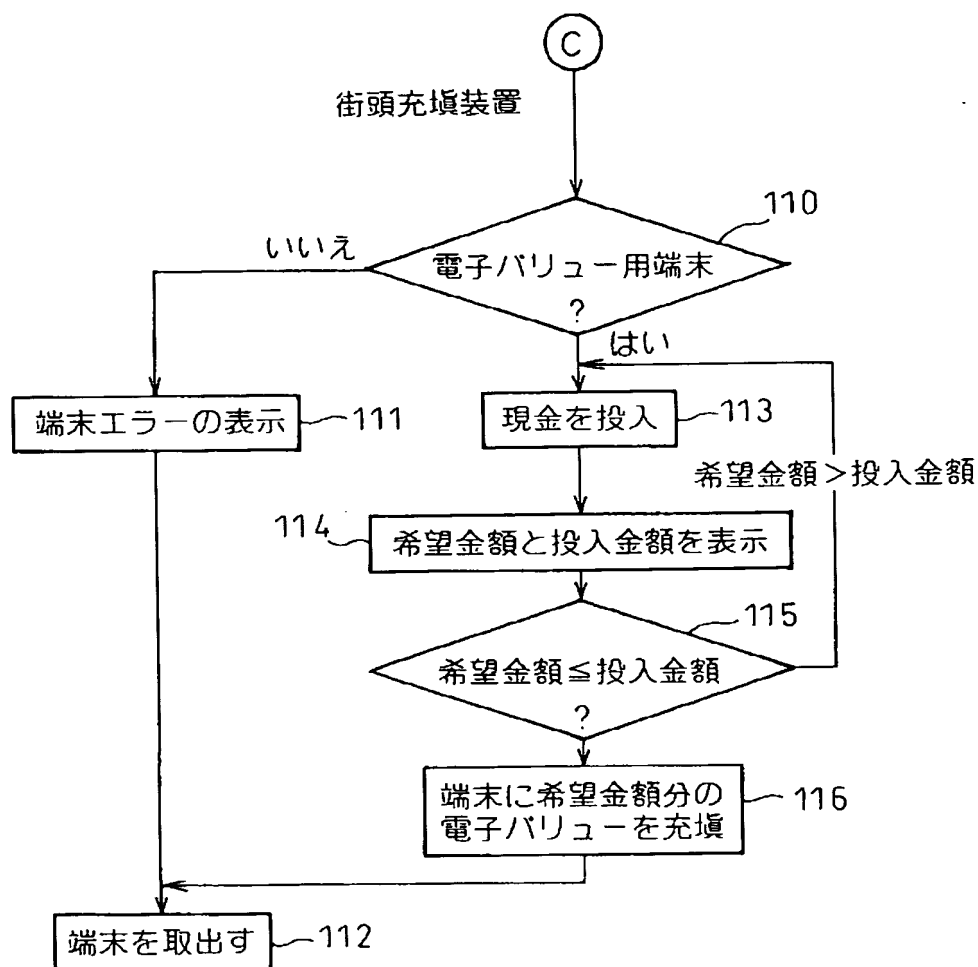 C
街頭充塡装置
110
いいえ
電子バリュー用端末
?
はい
端末エラーの表示
111
現金を投入
113
希望金額>投入金額
114
希望金額と投入金額を表示
115
希望金額≦投入金額
?
端末に希望金額分の
電子バリューを充塡
116
端末を取出す
112